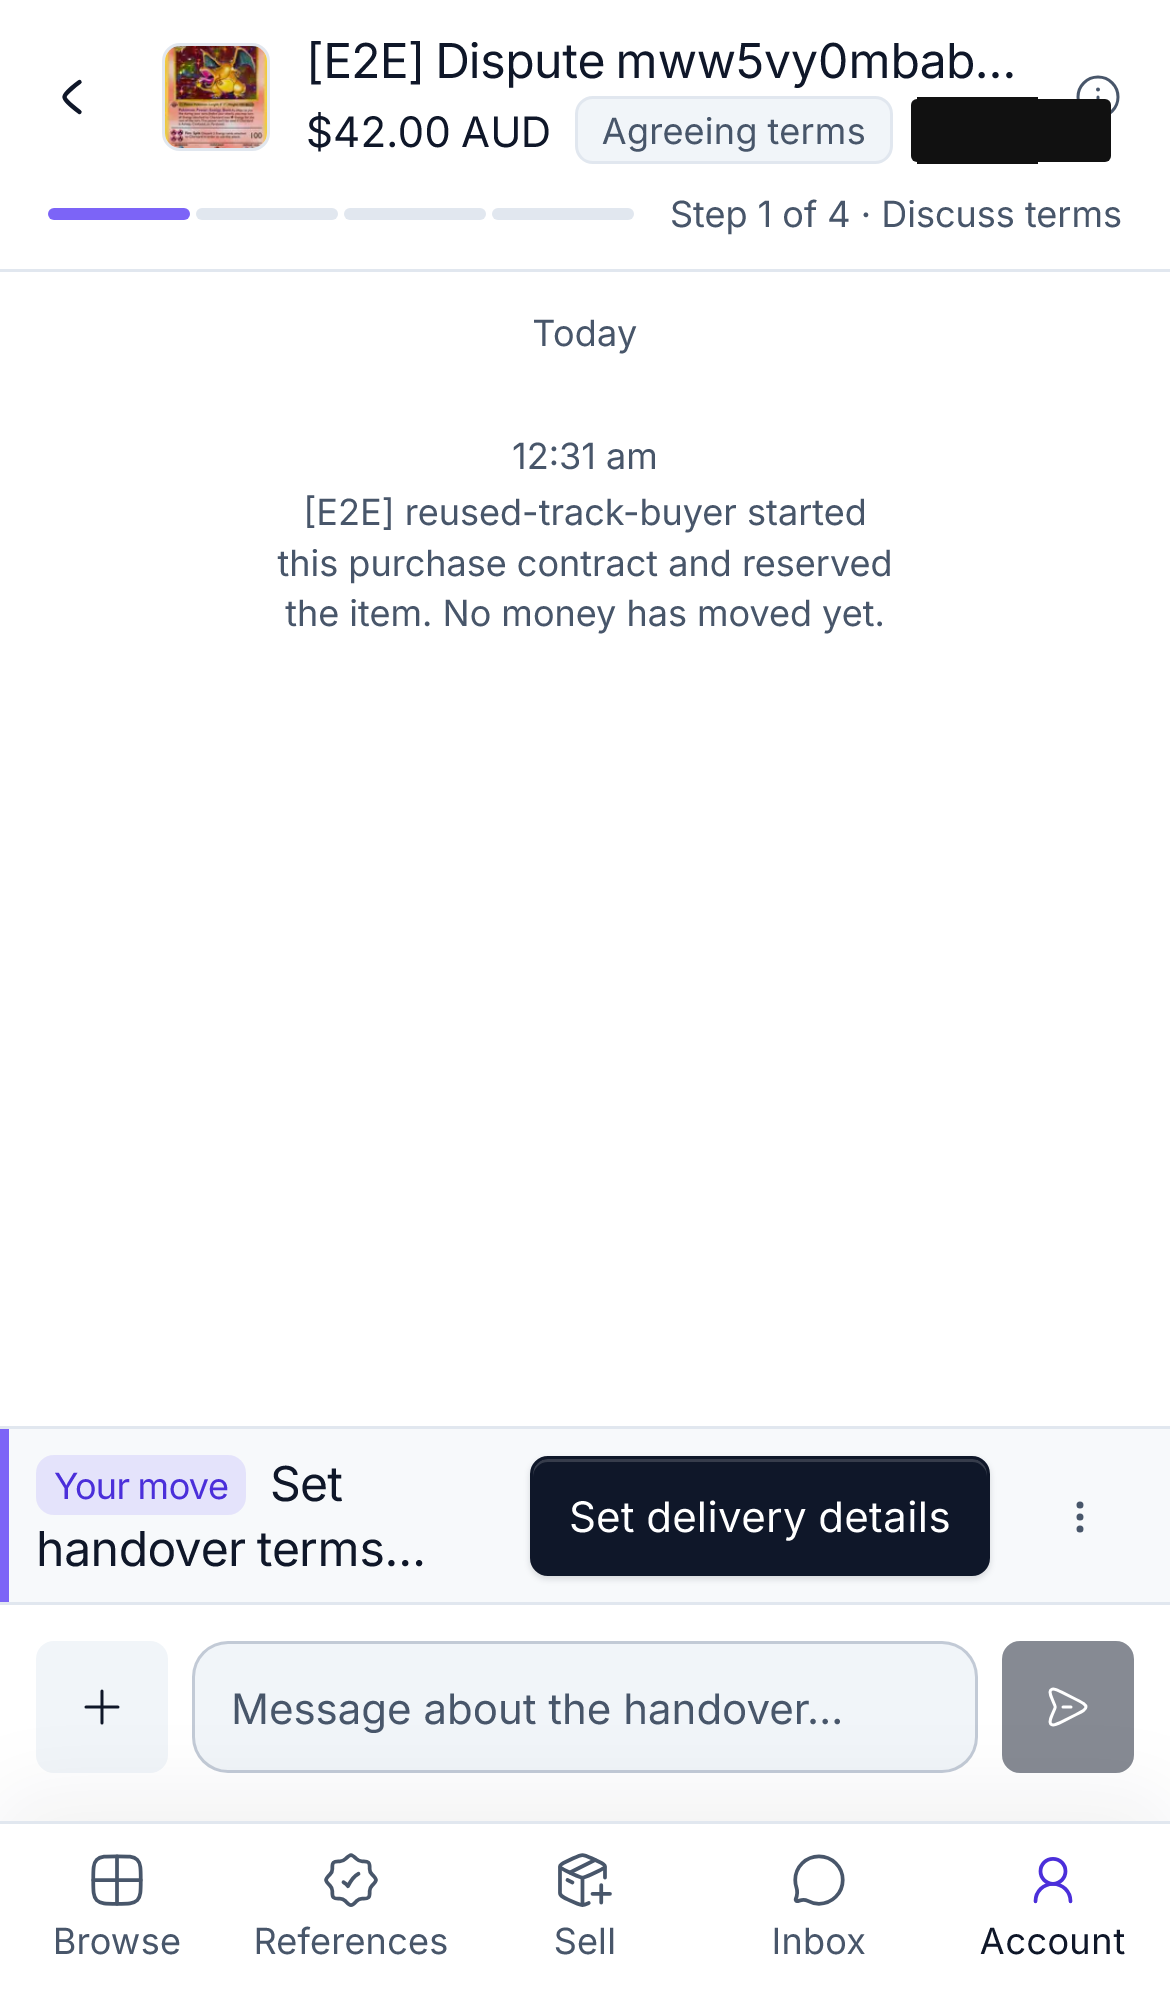 [E2E] Dispute mww5vy0mbab...
$42.00 AUD
Agreeing terms
Step 1 of 4 · Discuss terms
Today
12:31 am
[E2E] reused-track-buyer started
this purchase contract and reserved
the item. No money has moved yet.
Your move Set
handover terms...
Set delivery details
Message about the handover...
Browse
References
Sell
Inbox
Account